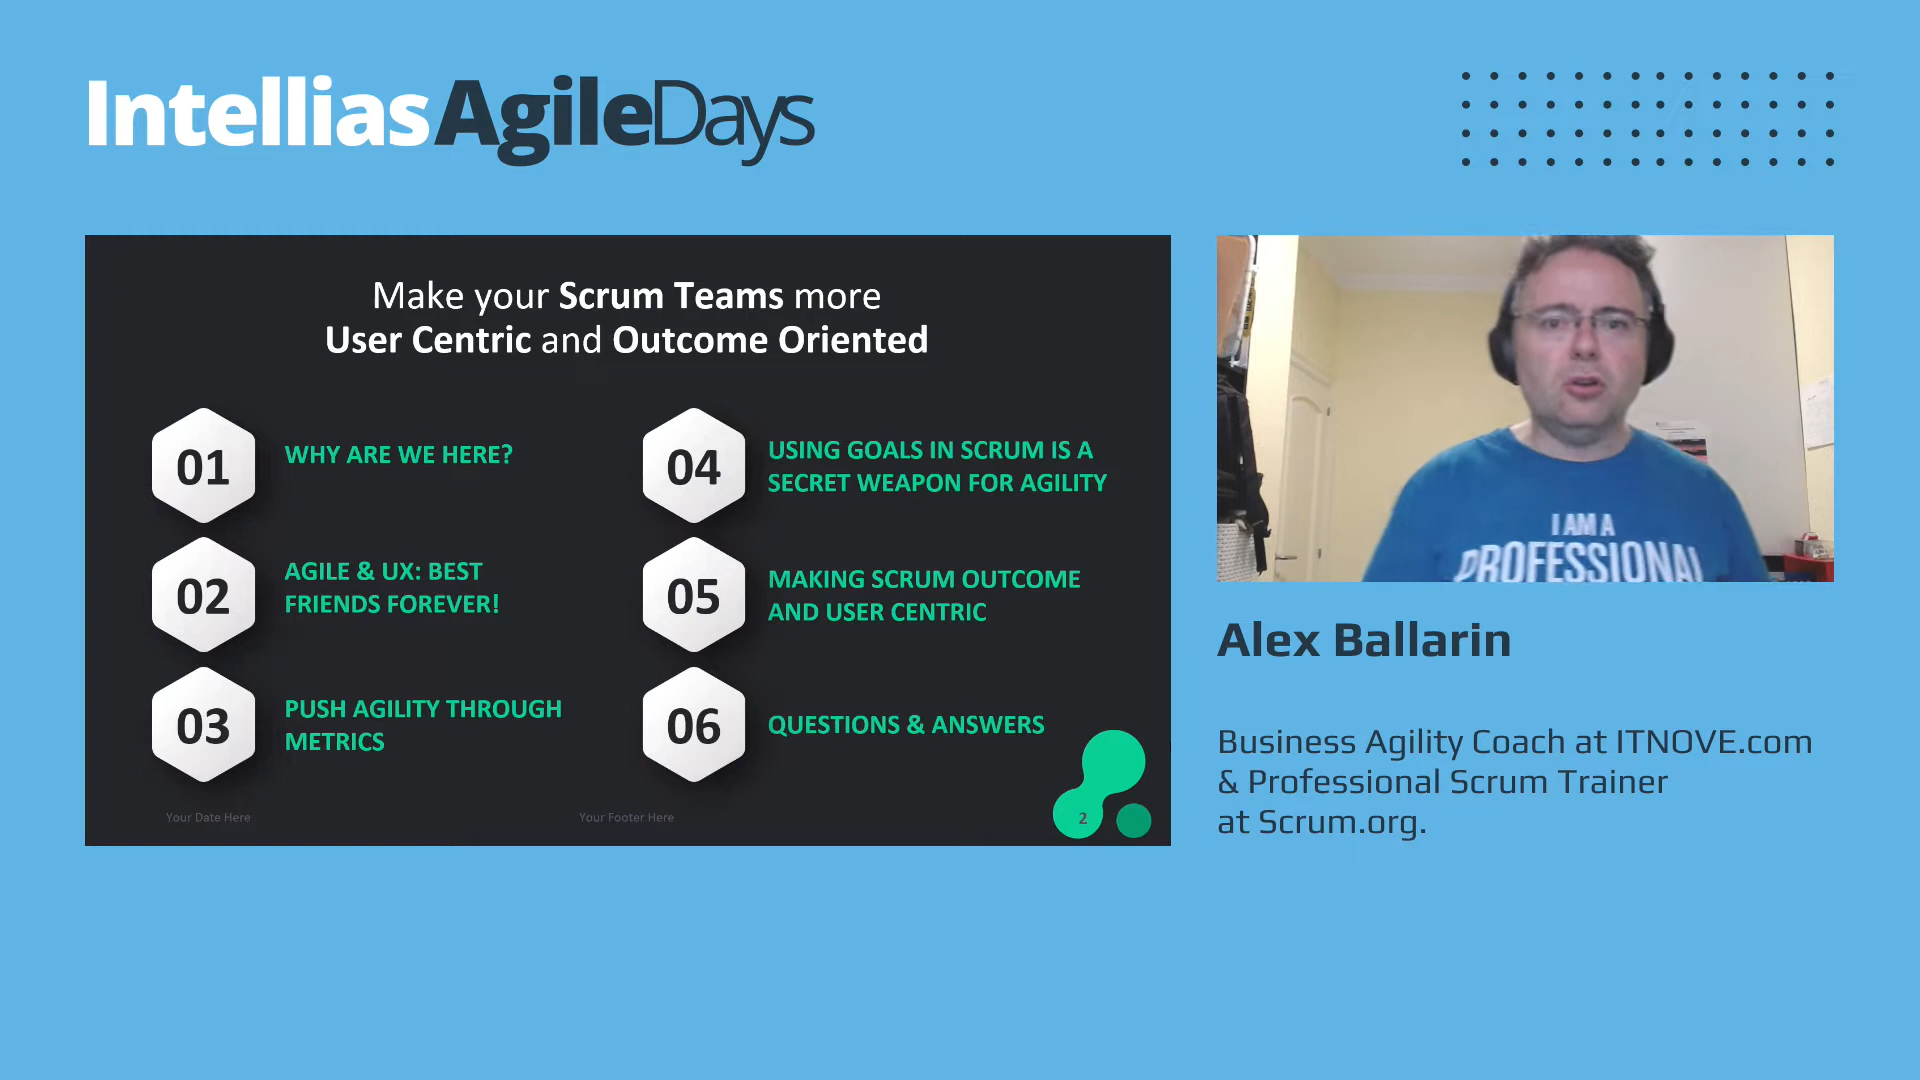 IntelliasAgileDays
Make your Scrum Teams more
User Centric and Outcome Oriented
01
WHY ARE WE HERE?
02
AGILE & UX: BEST
FRIENDS FOREVER!
03
PUSH AGILITY THROUGH
METRICS
04
USING GOALS IN SCRUM IS A
SECRET WEAPON FOR AGILITY
05
MAKING SCRUM OUTCOME
AND USER CENTRIC
06
QUESTIONS & ANSWERS
Your Date Here
Your Footer Here
2
I AM A
PROFESSIONAL
Alex Ballarin
Business Agility Coach at ITNOVE.com
& Professional Scrum Trainer
at Scrum.org.